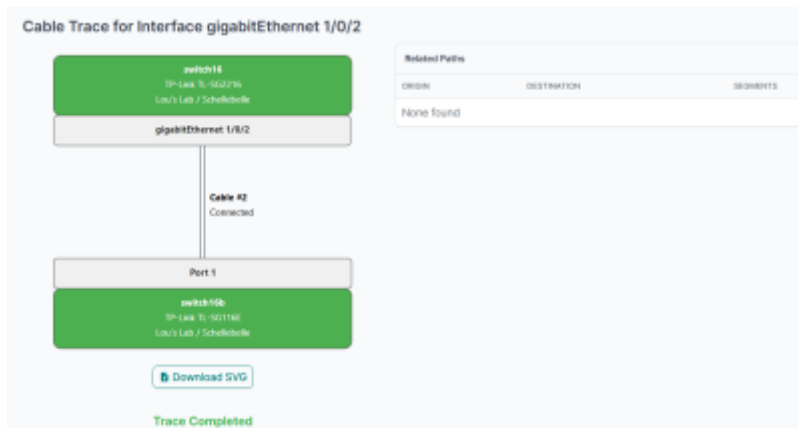 Cable Trace for Interface gigabitEthernet 1/0/2
switch16
TP-Link TL-SG2216
Lou's Lab / Schellebelle
gigabitEthernet 1/0/2
Cable #2
Connected
Port 1
switch16b
TP-Link TL-SG116E
Lou's Lab / Schellebelle
Download SVG
Trace Completed
Related Paths
ORIGIN DESTINATION SEGMENTS
None found